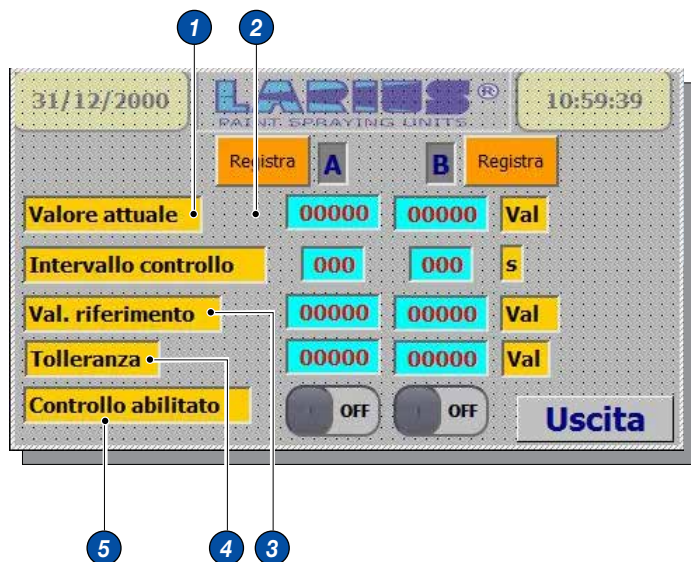 1 2
31/12/2000 LARIUS® 10:59:39
PAINT SPRAYING UNITS
Registra A B Registra
Valore attuale 00000 00000 Val
Intervallo controllo 000 000 s
Val. riferimento 00000 00000 Val
Tolleranza 00000 00000 Val
Controllo abilitato OFF OFF
Uscita
5 4 3